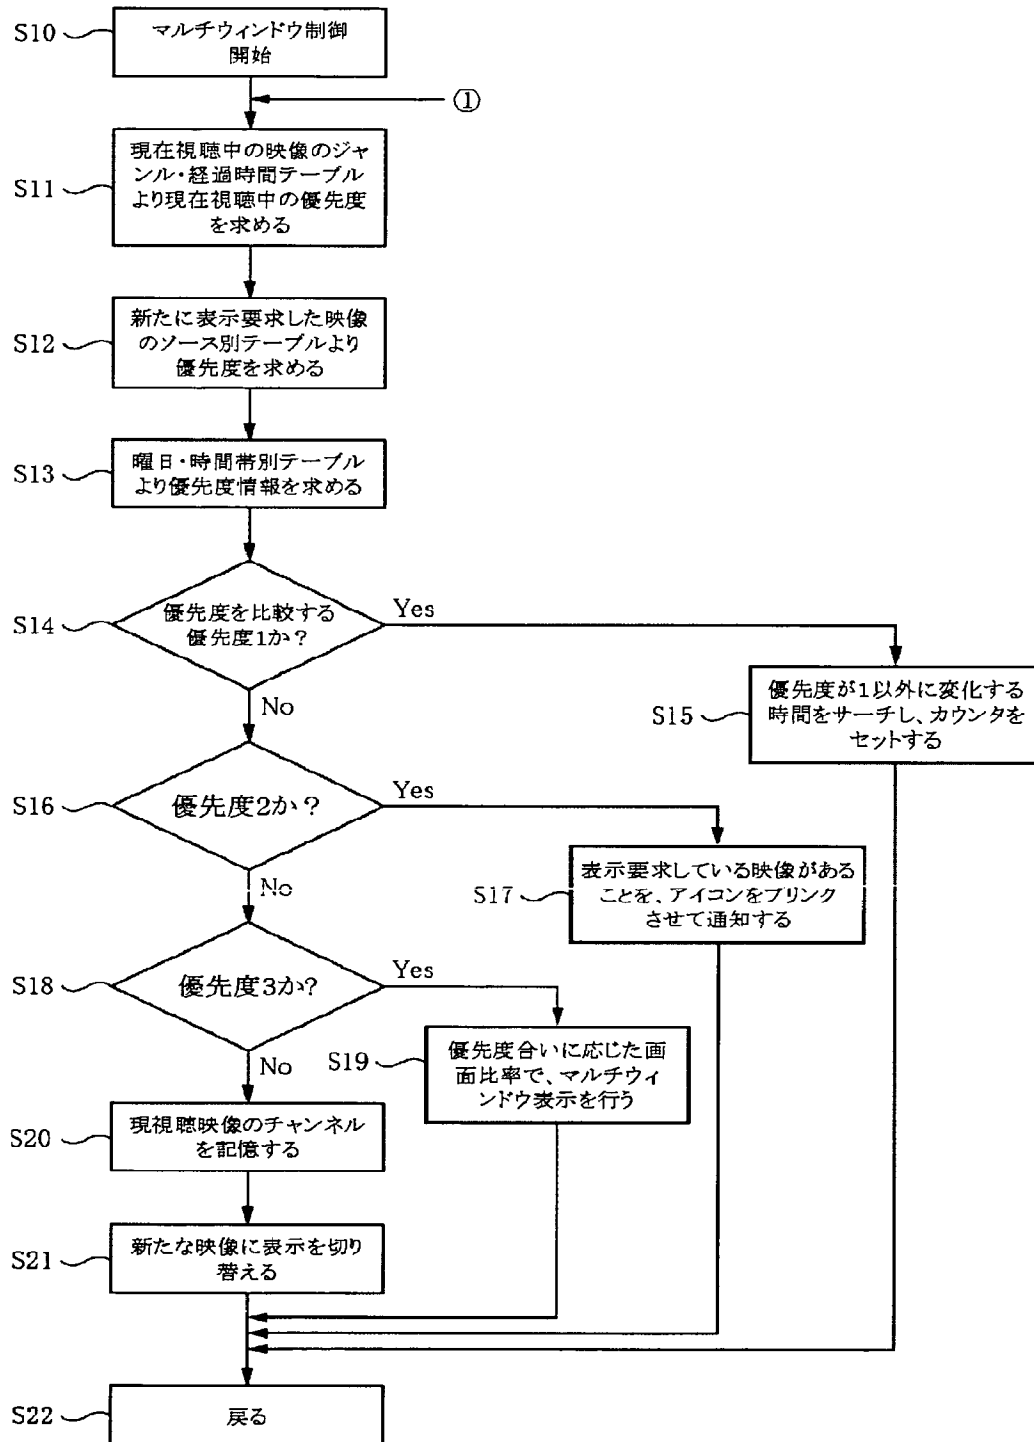 S10
マルチウィンドウ制御
開始
①
S11
現在視聴中の映像のジャ
ンル・経過時間テーブル
より現在視聴中の優先度
を求める
S12
新たに表示要求した映像
のソース別テーブルより
優先度を求める
S13
曜日・時間帯別テーブル
より優先度情報を求める
S14
優先度を比較する
優先度1か?
Yes
No
S15
優先度が1以外に変化する
時間をサーチし、カウンタを
セットする
S16
優先度2か?
Yes
No
S17
表示要求している映像がある
ことを、アイコンをブリンク
させて通知する
S18
優先度3か?
Yes
No
S19
優先度合いに応じた画
面比率で、マルチウィ
ンドウ表示を行う
S20
現視聴映像のチャンネル
を記憶する
S21
新たな映像に表示を切り
替える
S22
戻る